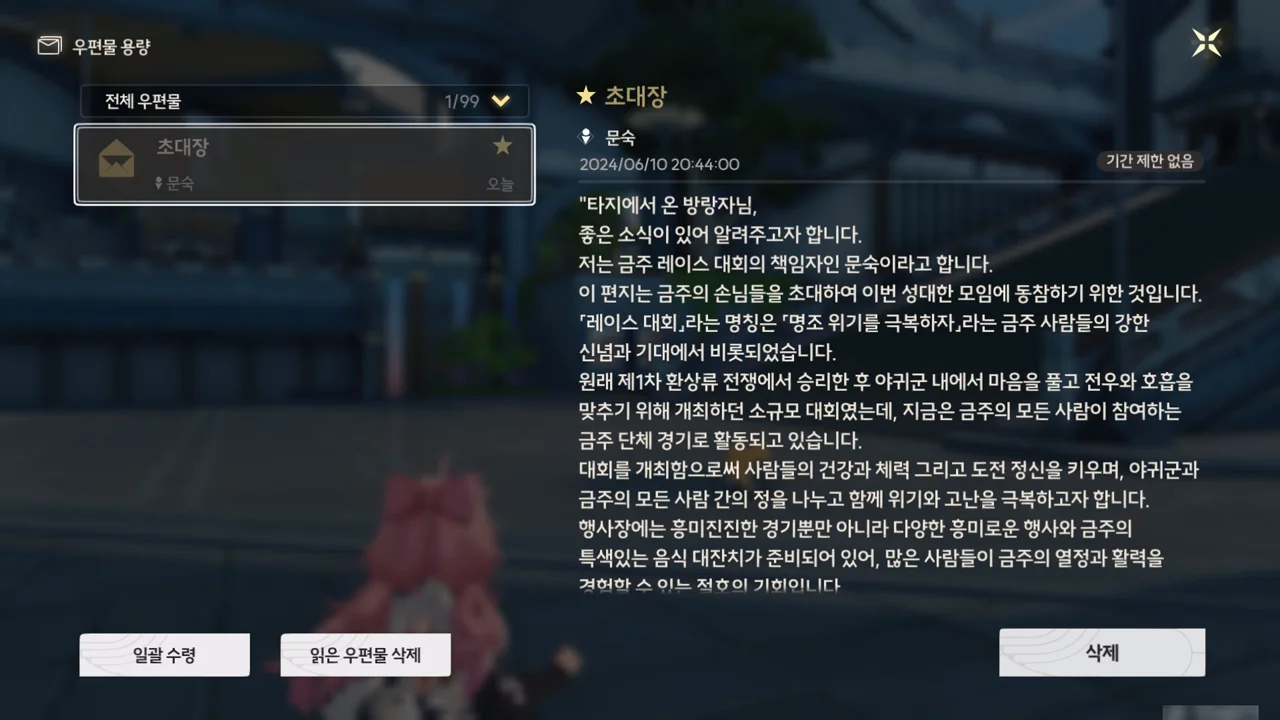 우편물 용량
전체 우편물 1/99
초대장
문숙
오늘
초대장
문숙
2024/06/10 20:44:00
기간 제한 없음
"타지에서 온 방랑자님,
좋은 소식이 있어 알려주고자 합니다.
저는 금주 레이스 대회의 책임자인 문숙이라고 합니다.
이 편지는 금주의 손님들을 초대하여 이번 성대한 모임에 동참하기 위한 것입니다.
「레이스 대회」라는 명칭은 「명조 위기를 극복하자」라는 금주 사람들의 강한
신념과 기대에서 비롯되었습니다.
원래 제1차 환상류 전쟁에서 승리한 후 야귀군 내에서 마음을 풀고 전우와 호흡을
맞추기 위해 개최하던 소규모 대회였는데, 지금은 금주의 모든 사람이 참여하는
금주 단체 경기로 활동되고 있습니다.
대회를 개최함으로써 사람들의 건강과 체력 그리고 도전 정신을 키우며, 야귀군과
금주의 모든 사람 간의 정을 나누고 함께 위기와 고난을 극복하고자 합니다.
행사장에는 흥미진진한 경기뿐만 아니라 다양한 흥미로운 행사와 금주의
특색있는 음식 대잔치가 준비되어 있어, 많은 사람들이 금주의 열정과 활력을
경험할 수 있는 절호의 기회입니다
일괄 수령
읽은 우편물 삭제
삭제